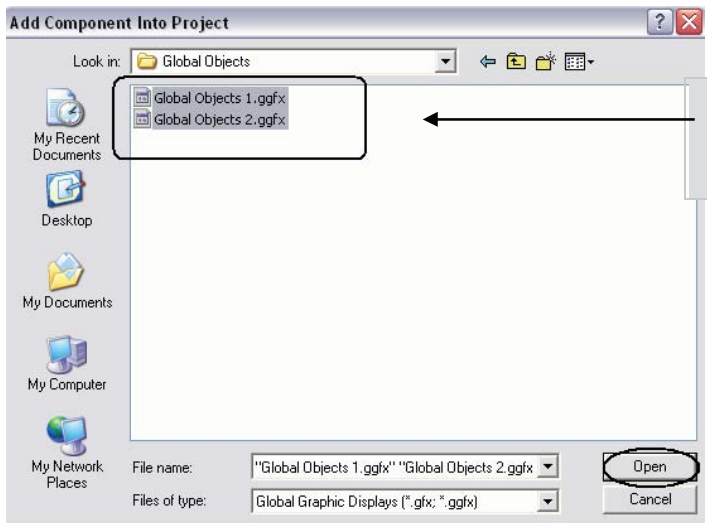 Add Component Into Project
Look in: Global Objects
Global Objects 1.ggfx
Global Objects 2.ggfx
My Recent
Documents
Desktop
My Documents
My Computer
My Network
Places
File name: "Global Objects 1.ggfx" "Global Objects 2.ggfx
Open
Files of type: Global Graphic Displays (*.gfx; *.ggfx)
Cancel